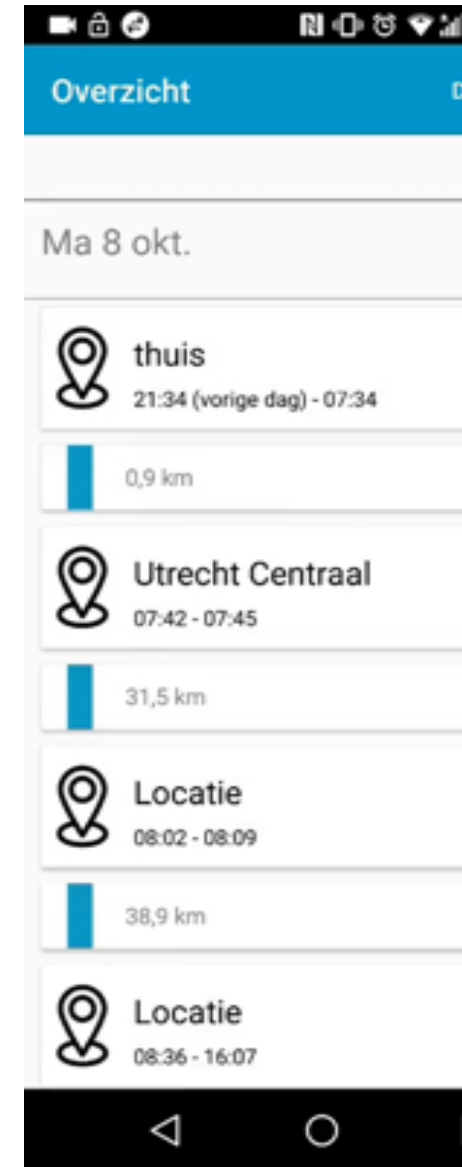 Overzicht
Ma 8 okt.
thuis
21:34 (vorige dag) - 07:34
0,9 km
Utrecht Centraal
07:42 - 07:45
31,5 km
Locatie
08:02 - 08:09
38,9 km
Locatie
08:36 - 16:07